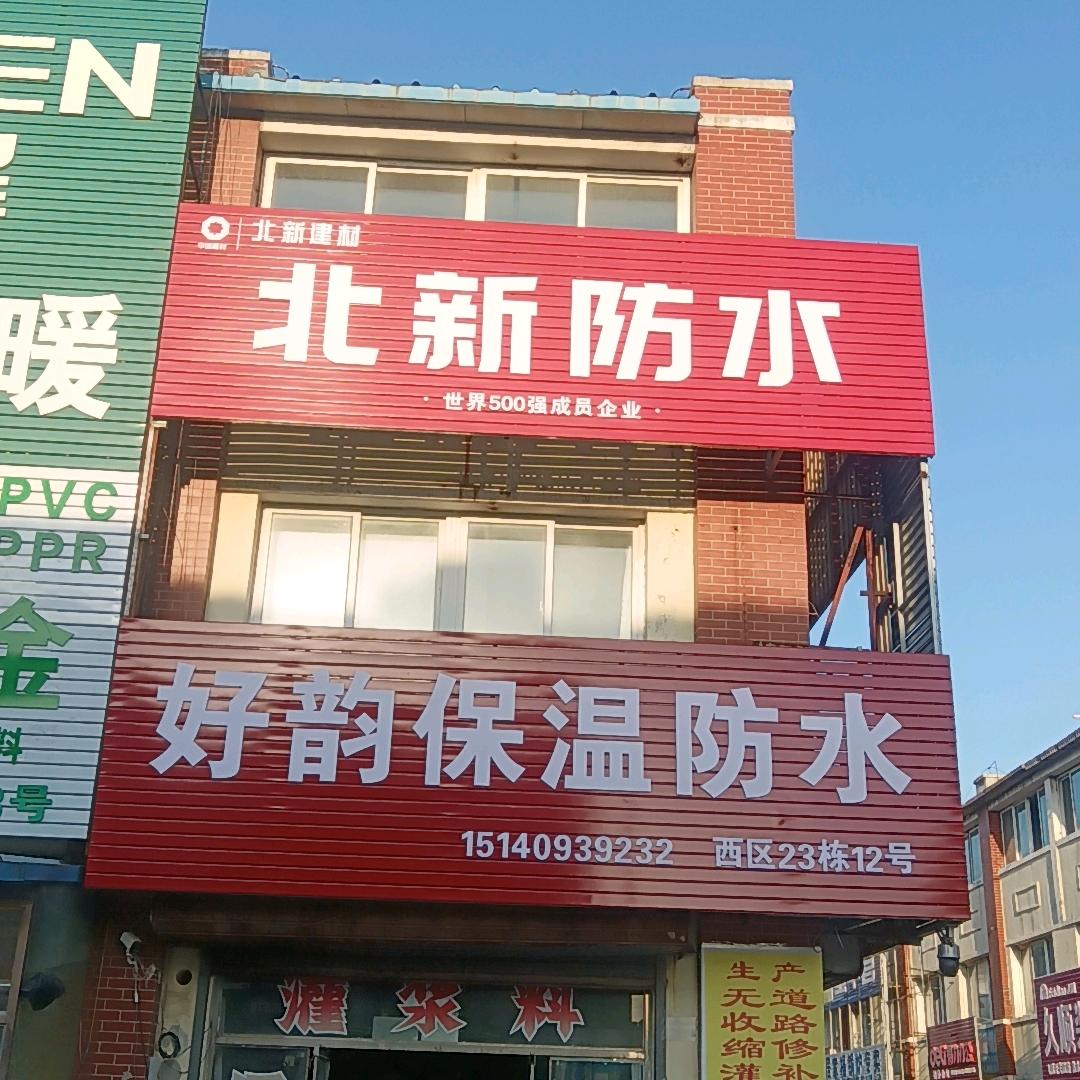 EN
暖
PVC
PPR
金
料
号
北新建材
北新防水
·世界500强成员企业·
好韵保温防水
15140939232 西区23栋12号
灌浆料
生产
无道
收路
缩修
灌补
久顺